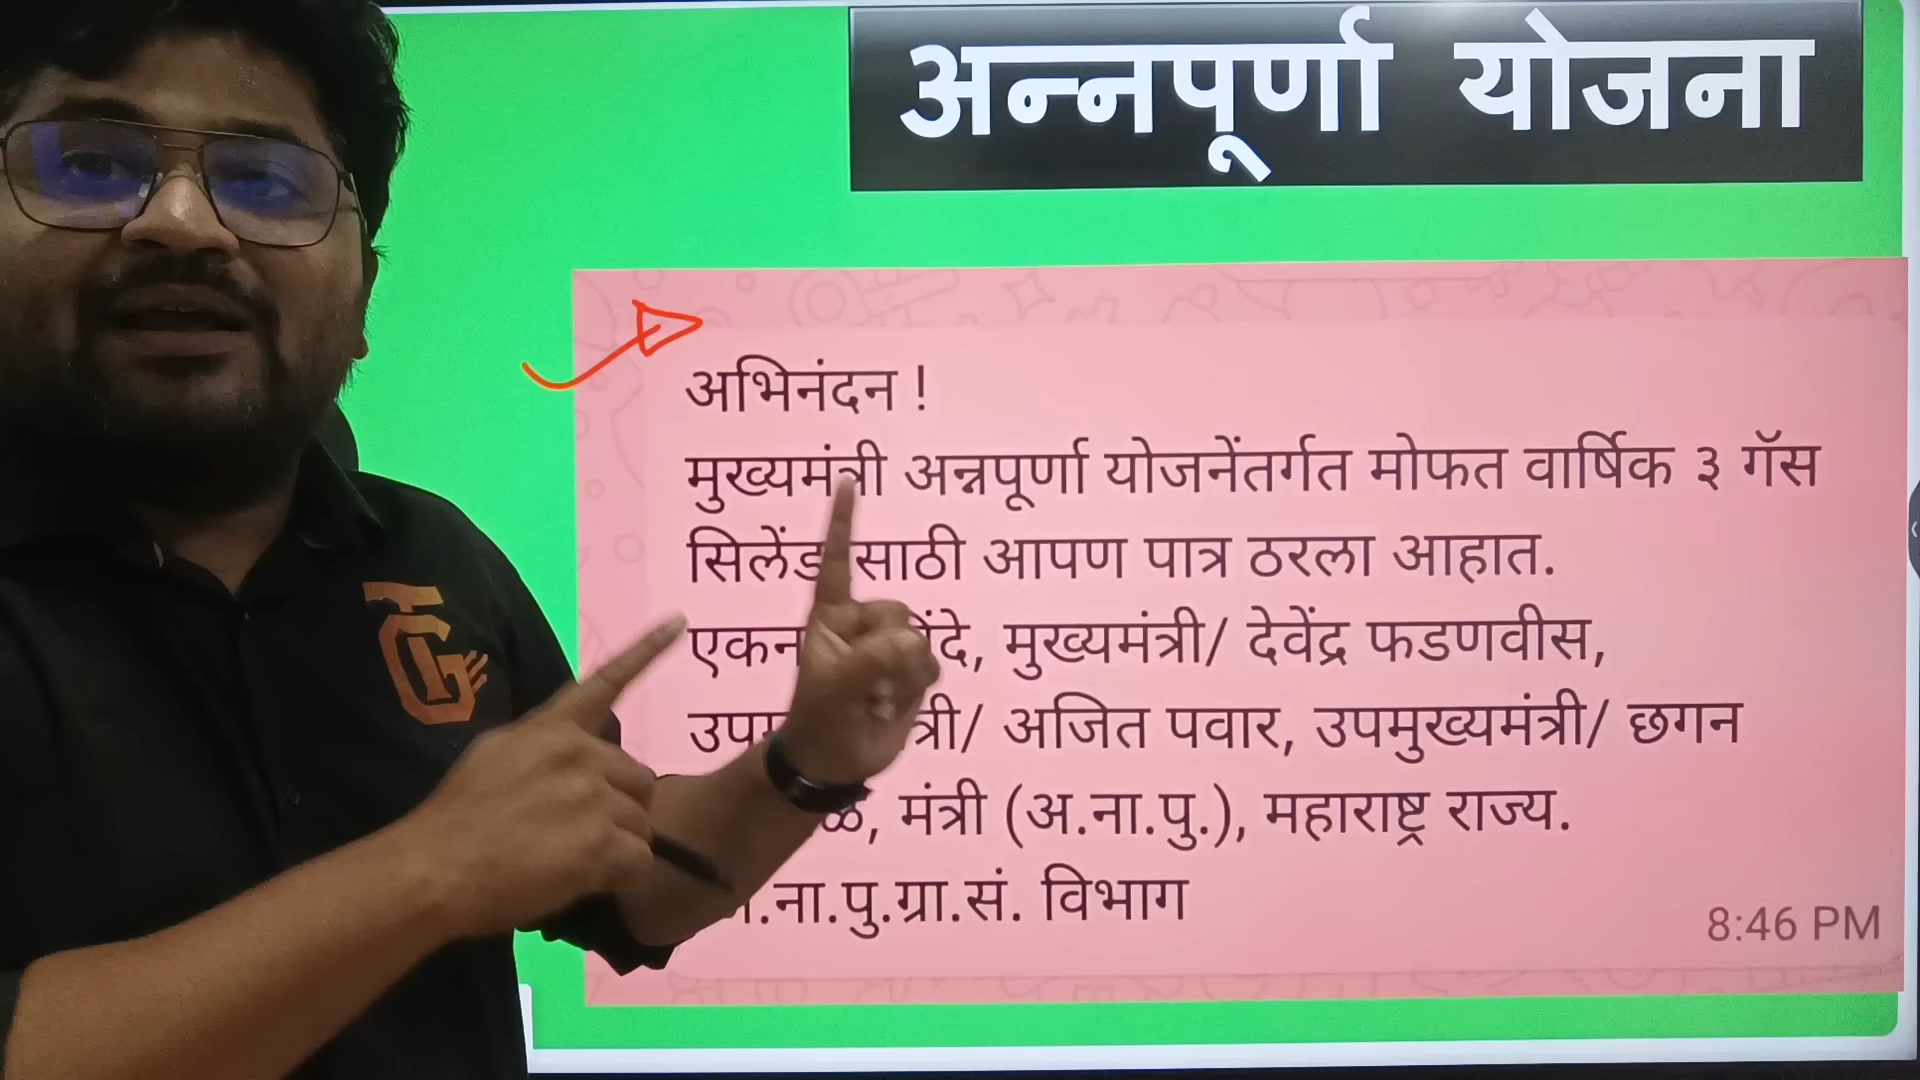 अन्नपूर्णा योजना
अभिनंदन !
मुख्यमंत्री अन्नपूर्णा योजनेंतर्गत मोफत वार्षिक ३ गॅस
आपण पात्र ठरला आहात.
मुख्यमंत्री/ देवेंद्र फडणवीस,
अजित पवार, उपमुख्यमंत्री/ छगन
मंत्री (अ.ना.पु.), महाराष्ट्र राज्य.
विभाग
8:46 PM